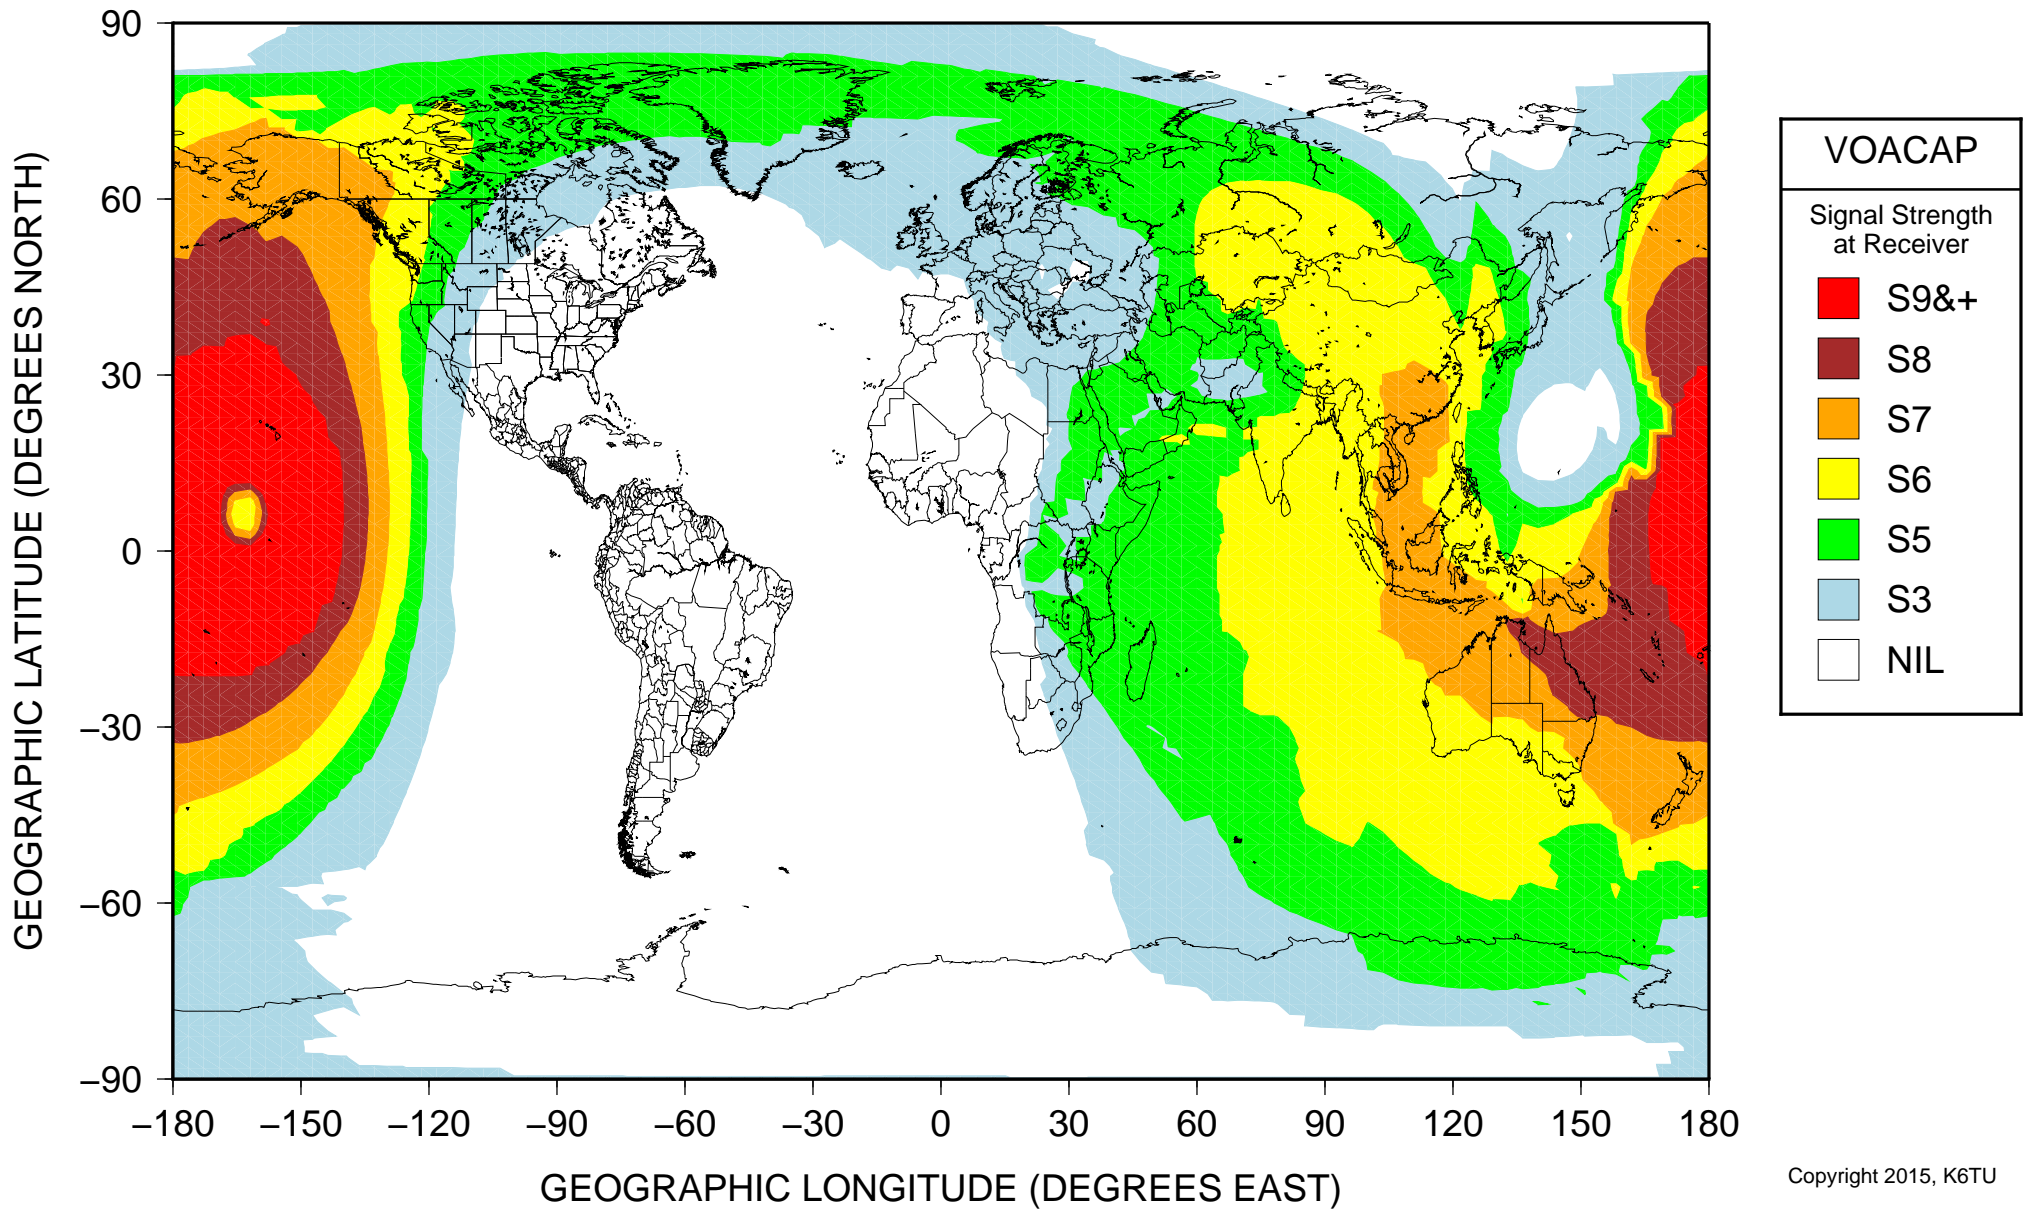 90
60
30
0
−30
−60
−90
GEOGRAPHIC LATITUDE (DEGREES NORTH)
−180 −150 −120 −90 −60 −30 0 30 60 90 120 150 180
GEOGRAPHIC LONGITUDE (DEGREES EAST)
VOACAP
Signal Strength
at Receiver
S9&+
S8
S7
S6
S5
S3
NIL
Copyright 2015, K6TU